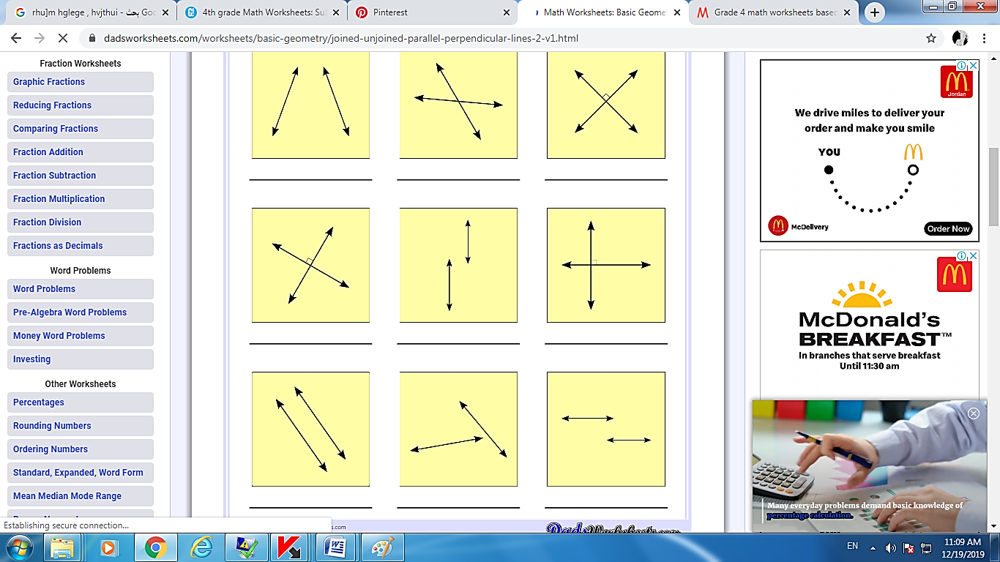 rhu]m hglege , hvjthui - بحث Goo
4th grade Math Worksheets: Su
Pinterest
Math Worksheets: Basic Geome
Grade 4 math worksheets based
dadsworksheets.com/worksheets/basic-geometry/joined-unjoined-parallel-perpendicular-lines-2-v1.html
Fraction Worksheets
Graphic Fractions
Reducing Fractions
Comparing Fractions
Fraction Addition
Fraction Subtraction
Fraction Multiplication
Fraction Division
Fractions as Decimals
Word Problems
Word Problems
Pre-Algebra Word Problems
Money Word Problems
Investing
Other Worksheets
Percentages
Rounding Numbers
Ordering Numbers
Standard, Expanded, Word Form
Mean Median Mode Range
Establishing secure connection...
s.com
DadsWorksheets.com
Jordan
We drive miles to deliver your
order and make you smile
YOU
McDelivery
Order Now
McDonald's
BREAKFAST™
In branches that serve breakfast
Until 11:30 am
Many everyday problems demand basic knowledge of
percentage calculation.
EN
11:09 AM
12/19/2019